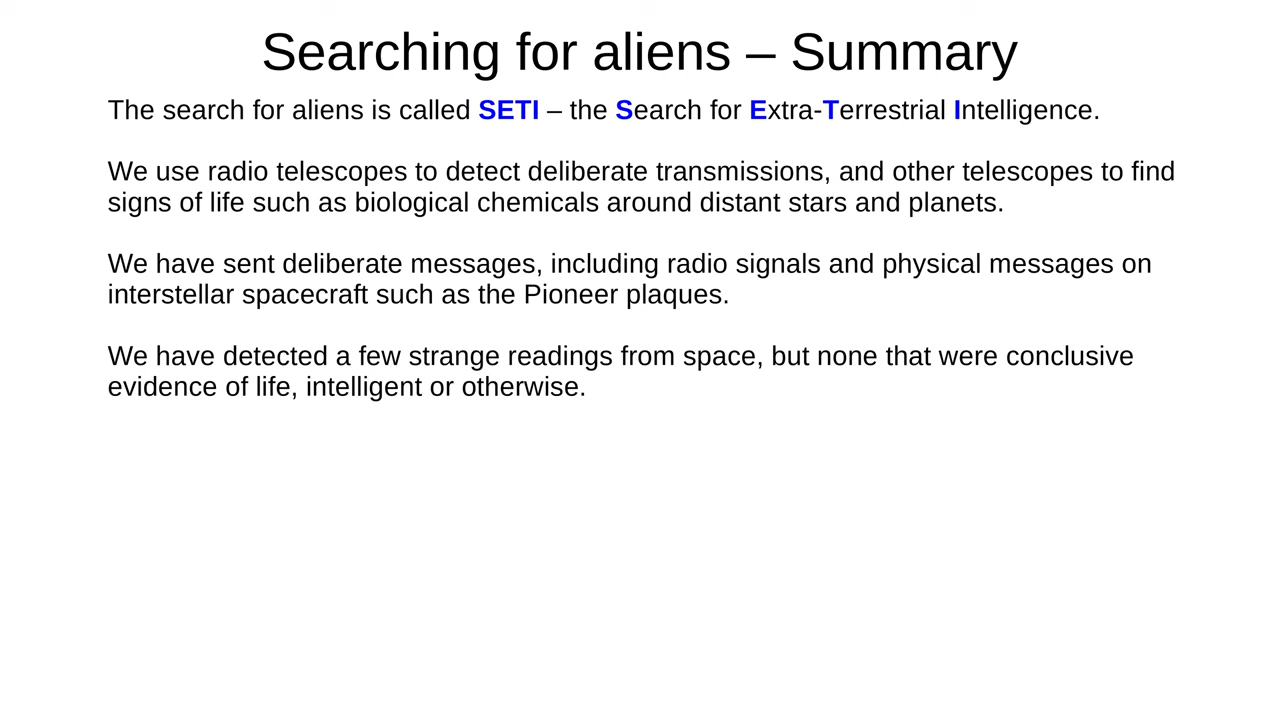 Searching for aliens – Summary
The search for aliens is called SETI – the Search for Extra-Terrestrial Intelligence.
We use radio telescopes to detect deliberate transmissions, and other telescopes to find
signs of life such as biological chemicals around distant stars and planets.
We have sent deliberate messages, including radio signals and physical messages on
interstellar spacecraft such as the Pioneer plaques.
We have detected a few strange readings from space, but none that were conclusive
evidence of life, intelligent or otherwise.